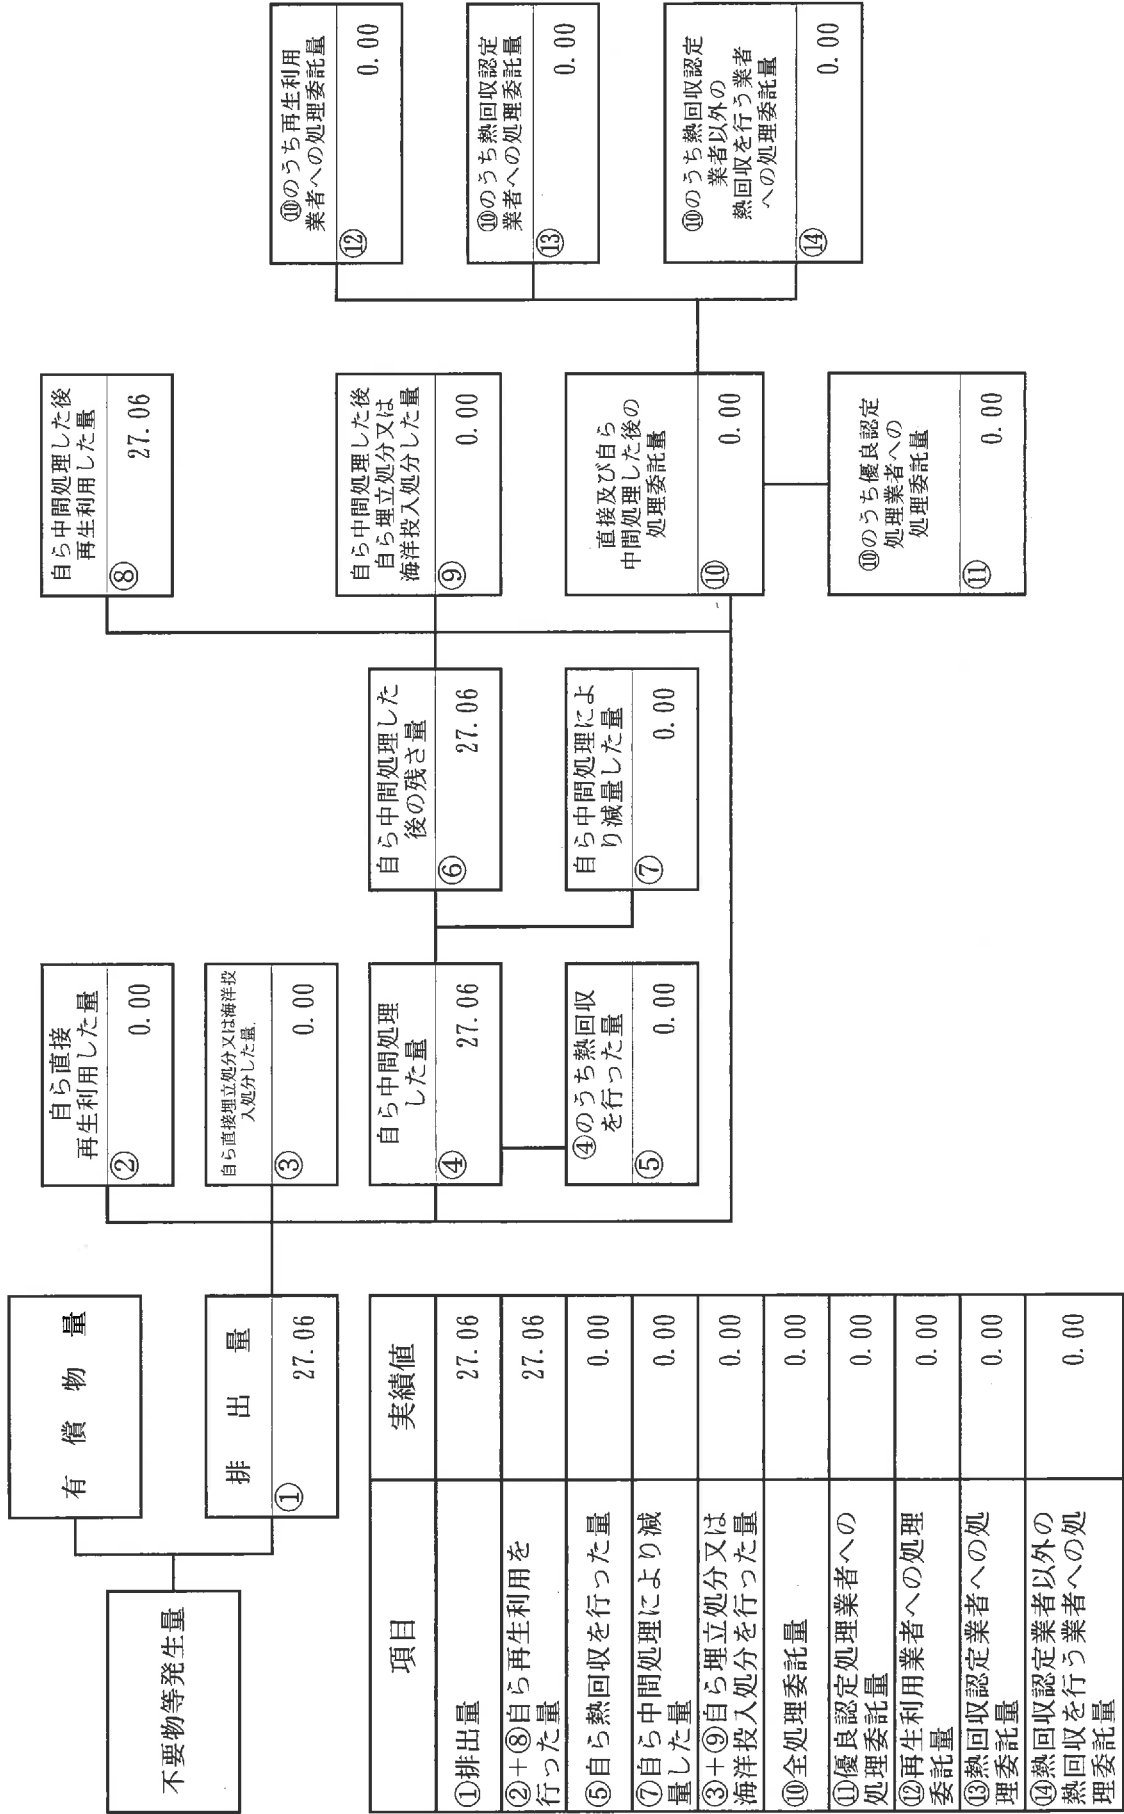 不要物等発生量
有償物量
排出量
①
27.06
自ら直接
再生利用した量
②
0.00
自ら直接埋立処分又は海洋投
入処分した量
③
0.00
自ら中間処理
した量
④
27.06
④のうち熱回収
を行った量
⑤
0.00
自ら中間処理した
後の残さ量
⑥
27.06
自ら中間処理によ
り減量した量
⑦
0.00
自ら中間処理した後
再生利用した量
⑧
27.06
自ら中間処理した後
自ら埋立処分又は
海洋投入処分した量
⑨
0.00
直接及び自ら
中間処理した後の
処理委託量
⑩
0.00
⑩のうち優良認定
処理業者への
処理委託量
⑪
0.00
⑩のうち再生利用
業者への処理委託量
⑫
0.00
⑩のうち熱回収認定
業者への処理委託量
⑬
0.00
⑩のうち熱回収認定
業者以外の
熱回収を行う業者
への処理委託量
⑭
0.00
項目
実績値
①排出量
27.06
②+⑧自ら再生利用を
行った量
27.06
⑤自ら熱回収を行った量
0.00
⑦自ら中間処理により減
量した量
0.00
③+⑨自ら埋立処分又は
海洋投入処分を行った量
0.00
⑩全処理委託量
0.00
⑪優良認定処理業者への
処理委託量
0.00
⑫再生利用業者への処理
委託量
0.00
⑬熱回収認定業者への処
理委託量
0.00
⑭熱回収認定業者以外の
熱回収を行う業者への処
理委託量
0.00